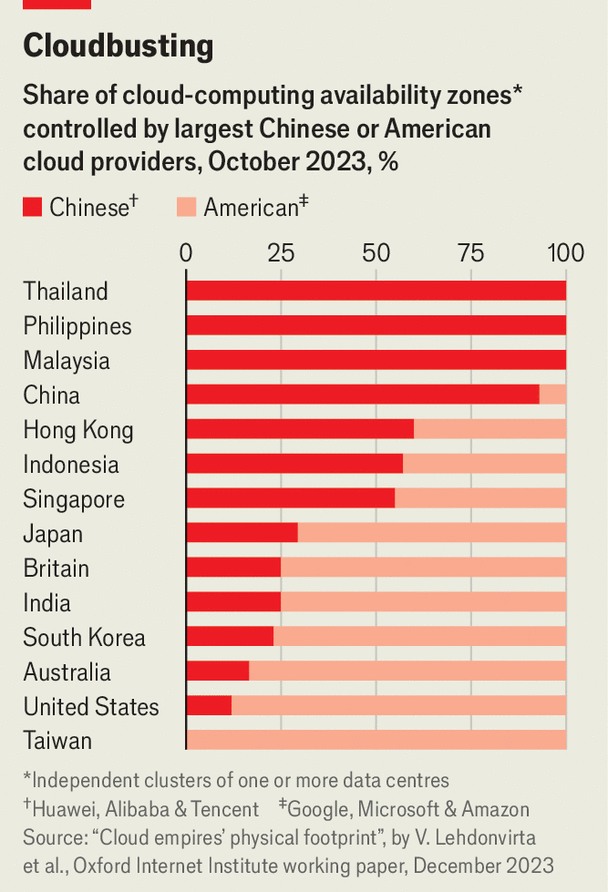 Cloudbusting
Share of cloud-computing availability zones*
controlled by largest Chinese or American
cloud providers, October 2023, %
Chinese† American‡
0 25 50 75 100
Thailand
Philippines
Malaysia
China
Hong Kong
Indonesia
Singapore
Japan
Britain
India
South Korea
Australia
United States
Taiwan
*Independent clusters of one or more data centres
†Huawei, Alibaba & Tencent ‡Google, Microsoft & Amazon
Source: “Cloud empires’ physical footprint”, by V. Lehdonvirta
et al., Oxford Internet Institute working paper, December 2023